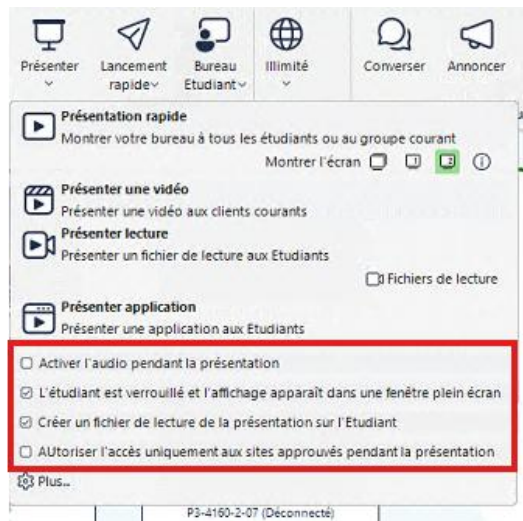 Présenter Lancement rapide Bureau Etudiant Illimité Converser Annoncer
Présentation rapide
Montrer votre bureau à tous les étudiants ou au groupe courant
Montrer l'écran
Présenter une vidéo
Présenter une vidéo aux clients courants
Présenter lecture
Présenter un fichier de lecture aux Etudiants
Fichiers de lecture
Présenter application
Présenter une application aux Etudiants
Activer l'audio pendant la présentation
L'étudiant est verrouillé et l'affichage apparaît dans une fenêtre plein écran
Créer un fichier de lecture de la présentation sur l'Etudiant
AUtoriser l'accès uniquement aux sites approuvés pendant la présentation
Plus...
P3-4160-2-07 (Déconnecté)